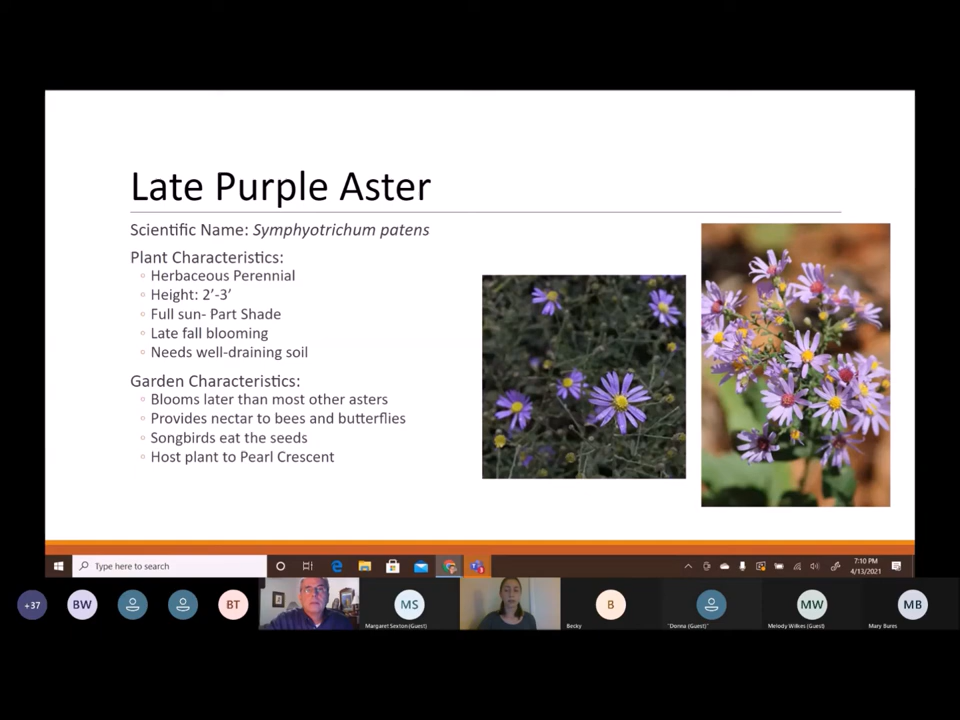 Late Purple Aster
Scientific Name: Symphyotrichum patens
Plant Characteristics:
Herbaceous Perennial
Height: 2’-3’
Full sun- Part Shade
Late fall blooming
Needs well-draining soil
Garden Characteristics:
Blooms later than most other asters
Provides nectar to bees and butterflies
Songbirds eat the seeds
Host plant to Pearl Crescent
Type here to search
7:10 PM
4/13/2021
+37
BW
BT
MS
B
MW
MB
Margaret Sexton (Guest)
Becky
"Donna (Guest)"
Melody Wilkes (Guest)
Mary Bures